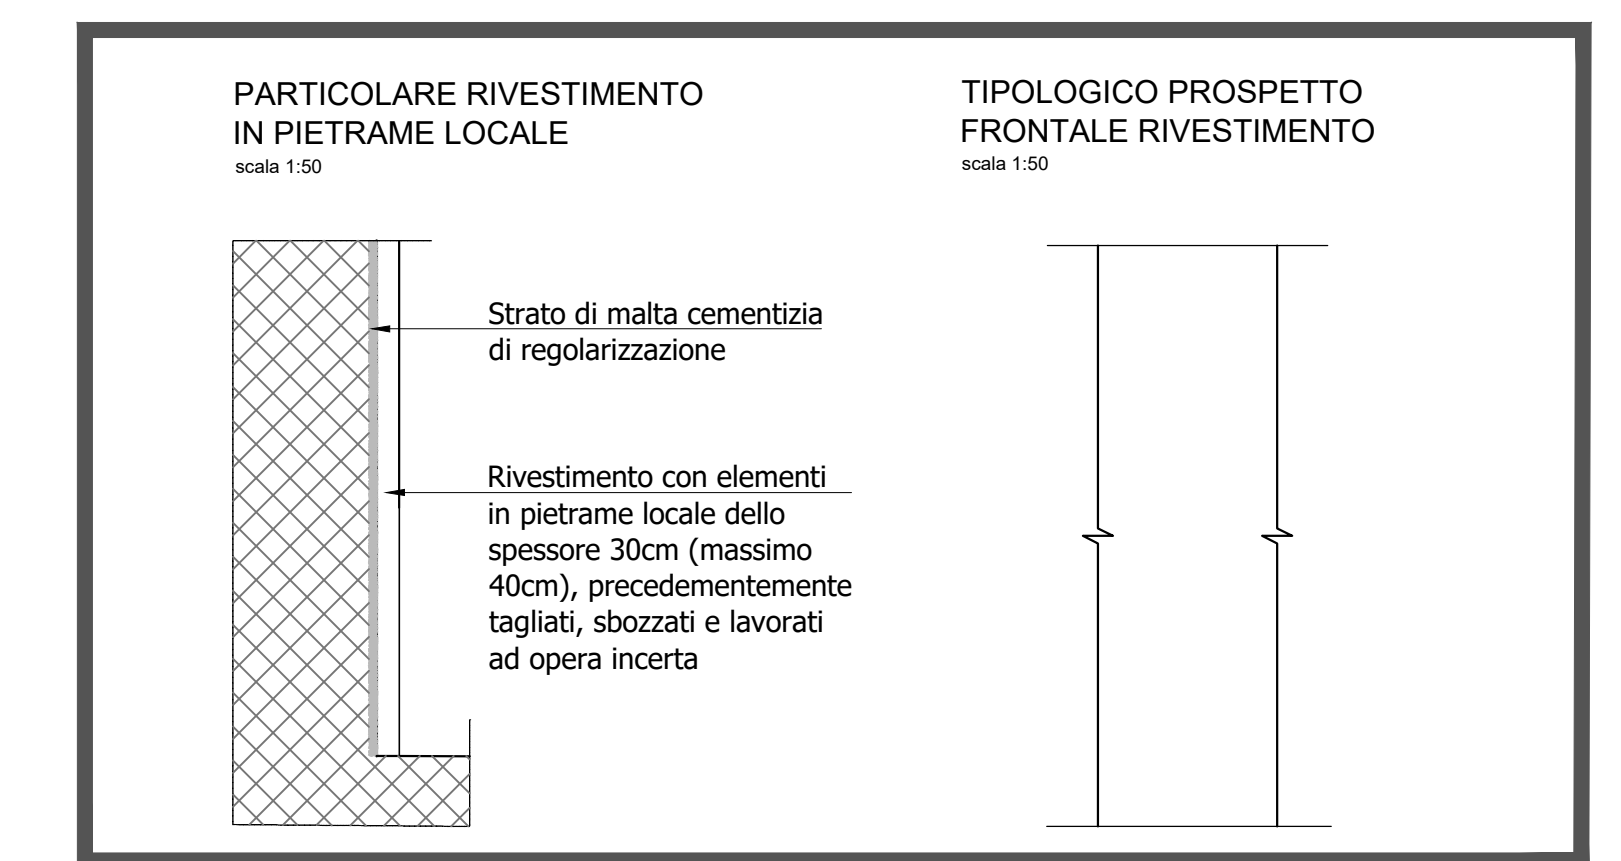 PARTICOLARE RIVESTIMENTO
IN PIETRAME LOCALE
scala 1:50
Strato di malta cementizia
di regolarizzazione
Rivestimento con elementi
in pietrame locale dello
spessore 30cm (massimo
40cm), precedementemente
tagliati, sbozzati e lavorati
ad opera incerta
TIPOLOGICO PROSPETTO
FRONTALE RIVESTIMENTO
scala 1:50